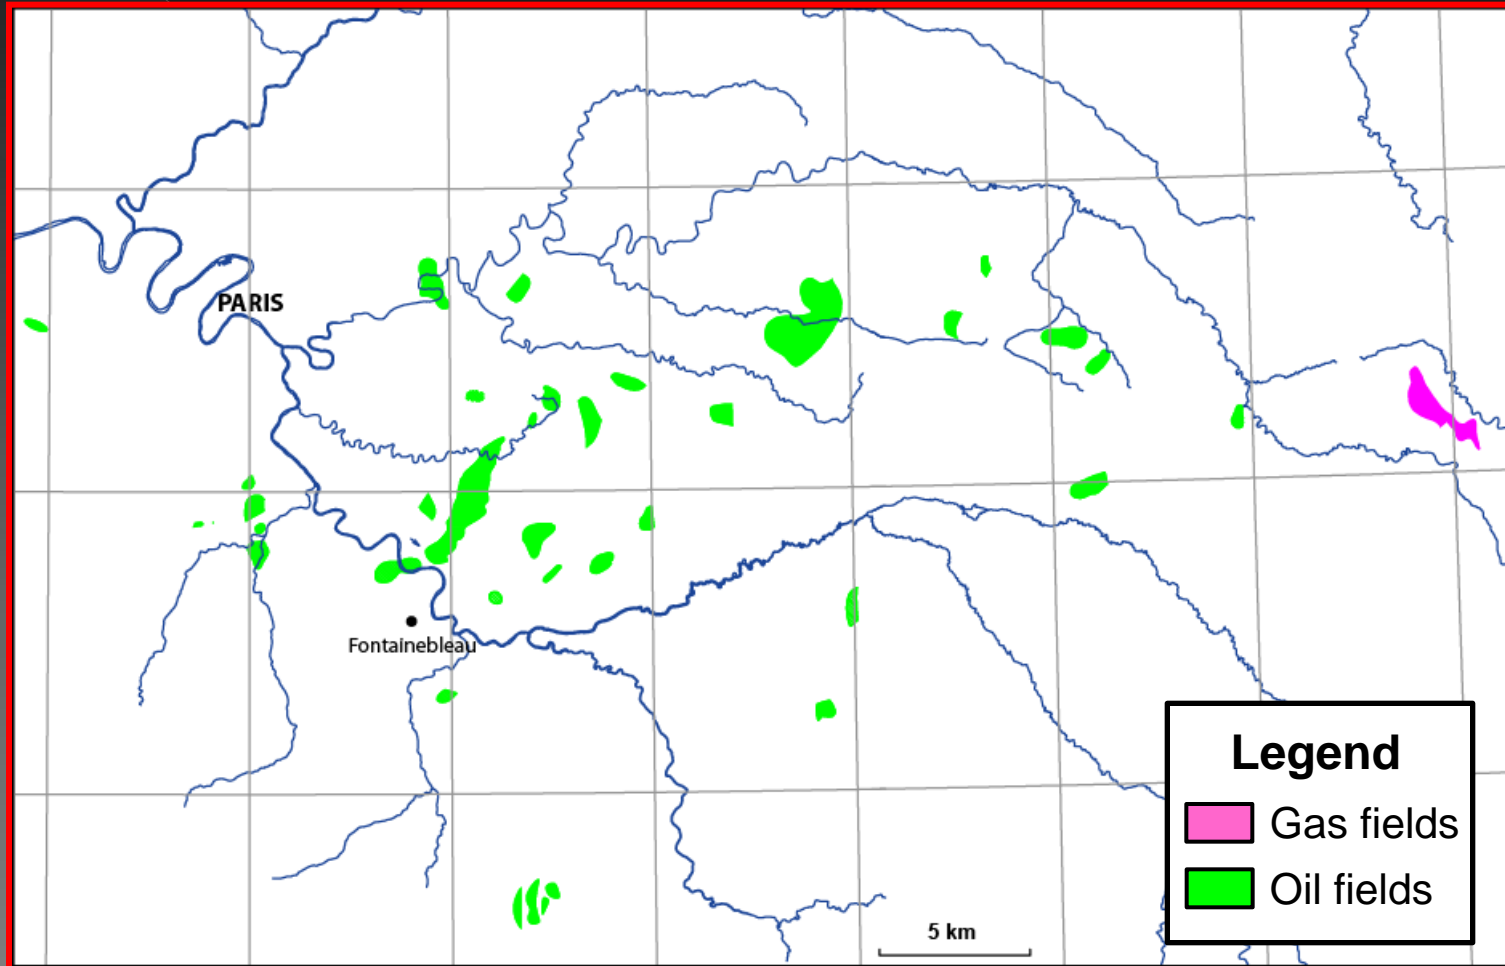 PARIS
Fontainebleau
Legend
Gas fields
Oil fields
5 km